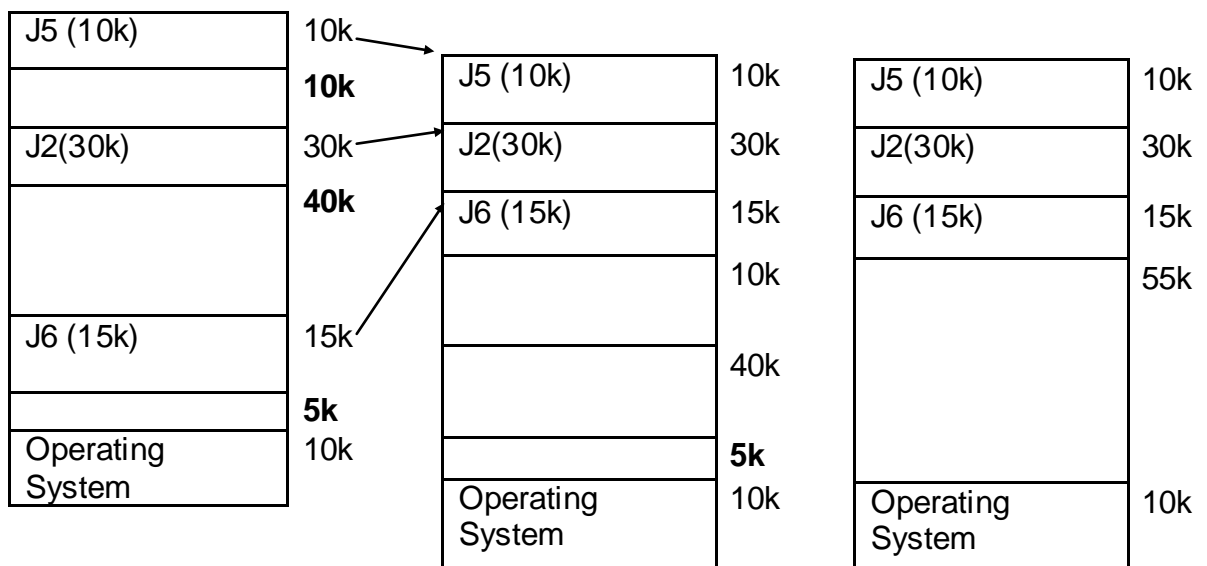 J5 (10k) 10k
10k
J2(30k) 30k
40k
J6 (15k) 15k
5k
Operating 10k
System
J5 (10k) 10k
J2(30k) 30k
J6 (15k) 15k
10k
40k
5k
Operating 10k
System
J5 (10k) 10k
J2(30k) 30k
J6 (15k) 15k
55k
Operating 10k
System